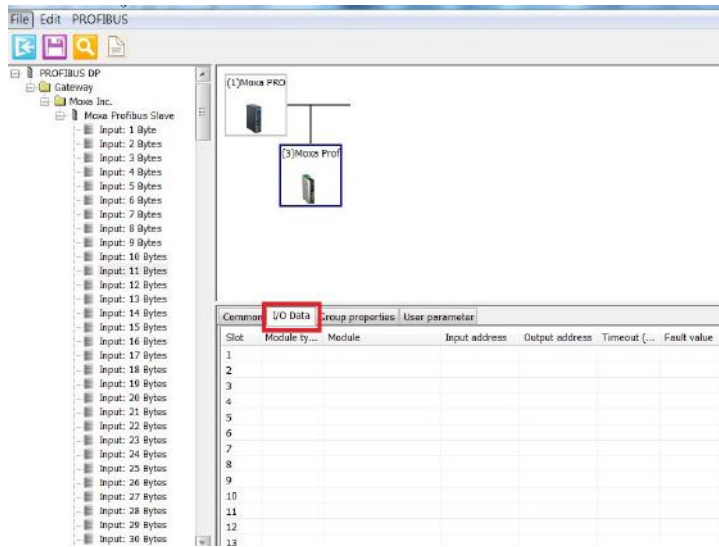 File Edit PROFIBUS
PROFIBUS DP
Gateway
Moxa Inc.
Moxa Profibus Slave
Input: 1 Byte
Input: 2 Bytes
Input: 3 Bytes
Input: 4 Bytes
Input: 5 Bytes
Input: 6 Bytes
Input: 7 Bytes
Input: 8 Bytes
Input: 9 Bytes
Input: 10 Bytes
Input: 11 Bytes
Input: 12 Bytes
Input: 13 Bytes
Input: 14 Bytes
Input: 15 Bytes
Input: 16 Bytes
Input: 17 Bytes
Input: 18 Bytes
Input: 19 Bytes
Input: 20 Bytes
Input: 21 Bytes
Input: 22 Bytes
Input: 23 Bytes
Input: 24 Bytes
Input: 25 Bytes
Input: 26 Bytes
Input: 27 Bytes
Input: 28 Bytes
Input: 29 Bytes
Input: 30 Bytes
(1)Moxa PRO
(3)Moxa Prof
Common I/O Data Group properties User parameter
Slot Module ty... Module Input address Output address Timeout (... Fault value
1
2
3
4
5
6
7
8
9
10
11
12
13